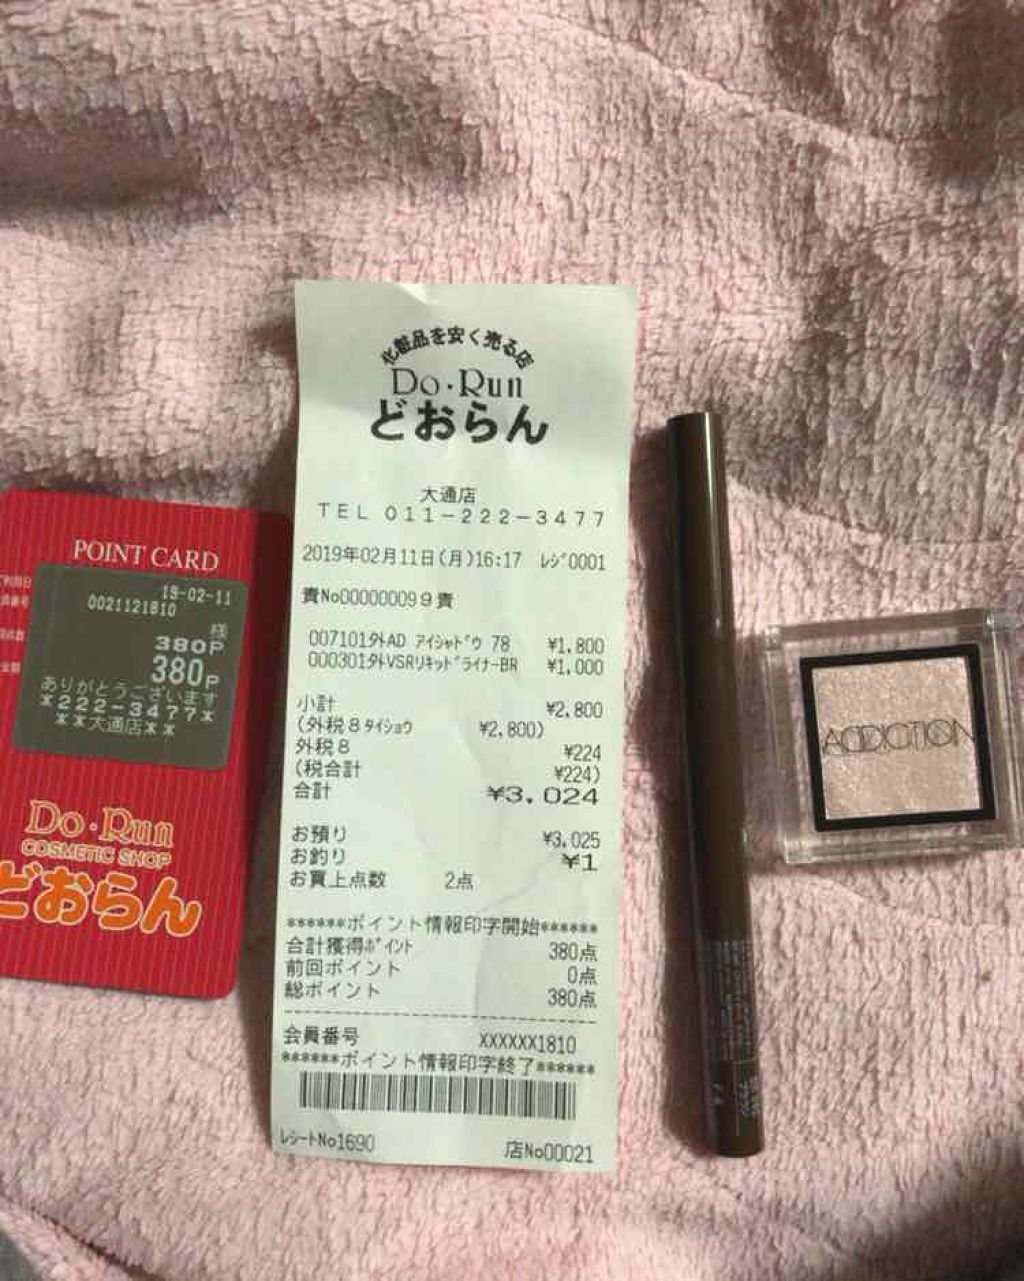 POINT CARD
19-02-11
0021121810
様
380P
380P
ありがとうございます
*222-3477*
**大通店**
Do・Run
COSMETIC SHOP
どおらん
化粧品を安く売る店
Do・Run
どおらん
大通店
TEL 011-222-3477
2019年02月11日(月)16:17 ﾚｼﾞ0001
責No000000099責
007101外AD ｱｲｼｬﾄﾞｳ 78 ¥1,800
000301外VSRﾘｷｯﾄﾞﾗｲﾅｰBR ¥1,000
小計 ¥2,800
(外税8ﾀｲｼｮｳ ¥2,800)
外税8 ¥224
(税合計 ¥224)
合計 ¥3,024
お預り ¥3,025
お釣り ¥1
お買上点数 2点
******ポイント情報印字開始******
合計獲得ﾎﾟｲﾝﾄ 380点
前回ポイント 0点
総ポイント 380点
会員番号 XXXXXX1810
******ポイント情報印字終了******
ﾚｼｰﾄNo1690 店No00021
ADDICTION